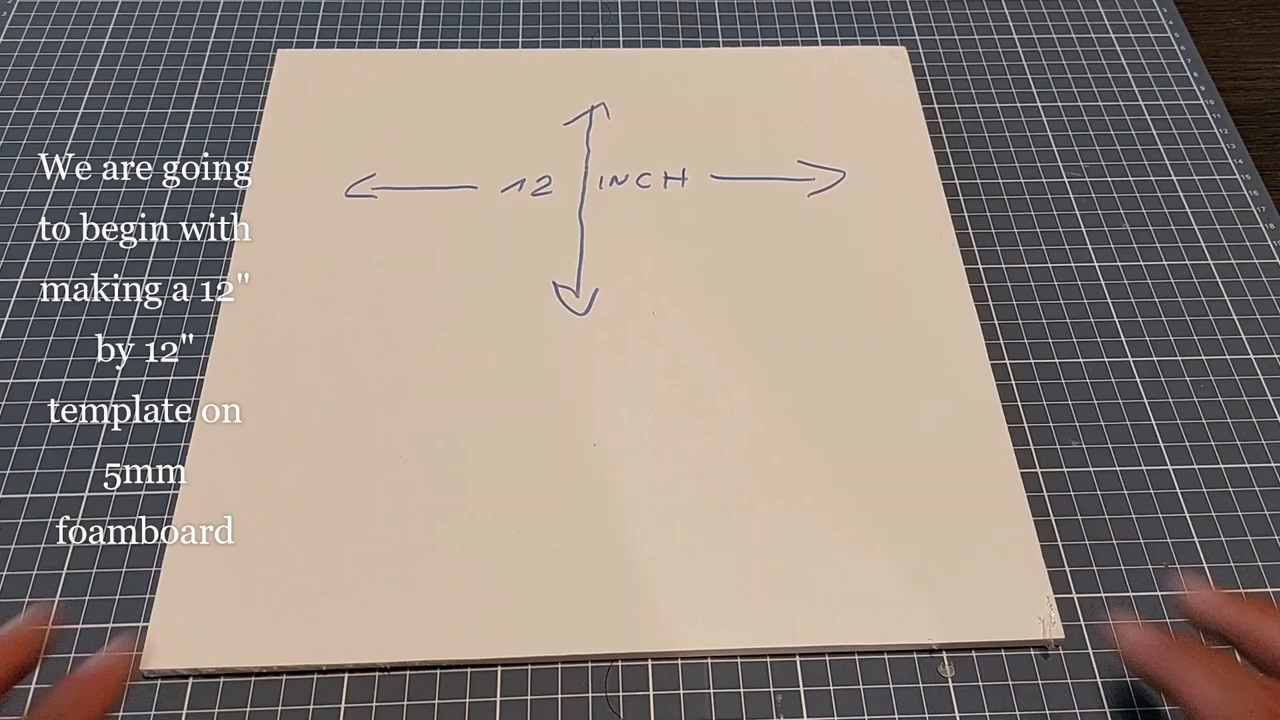 We are going
to begin with
making a 12"
by 12"
template on
5mm
foamboard
12 INCH